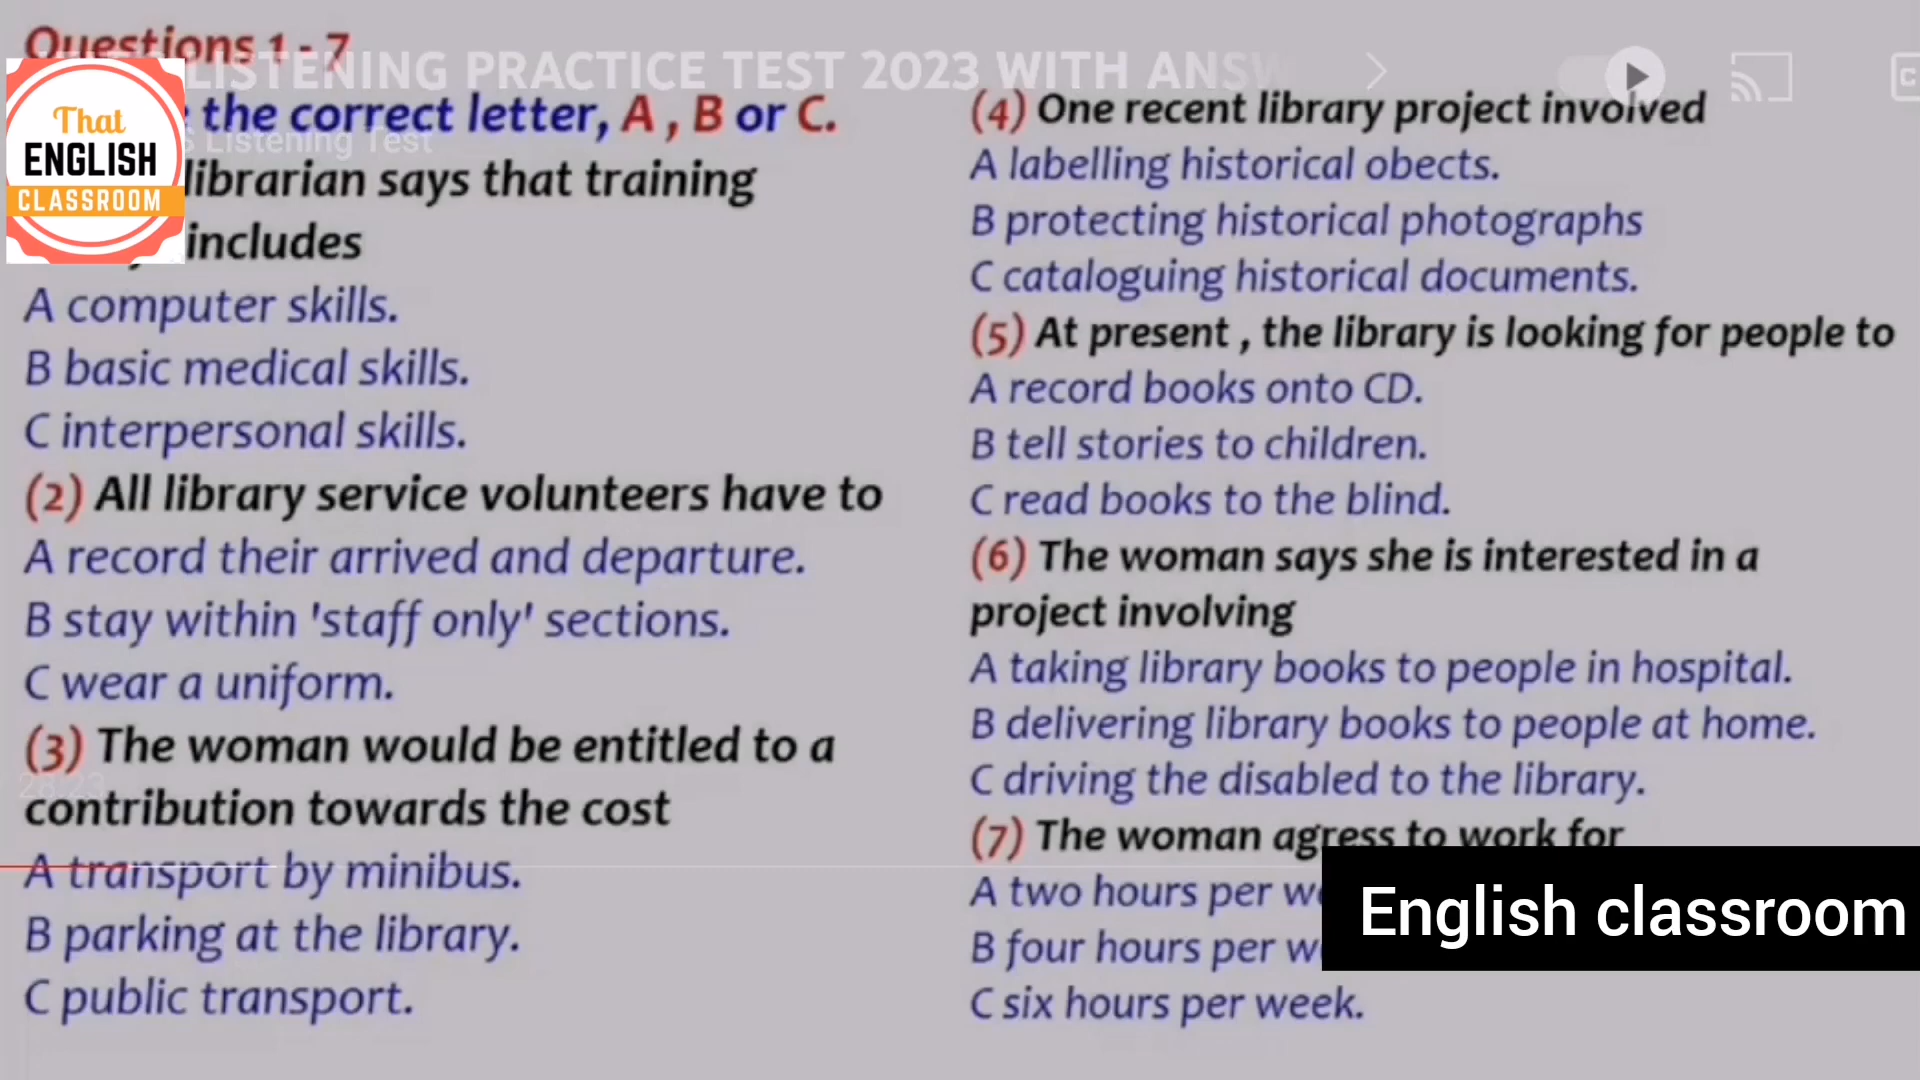 Questions 1 - 7
LISTENING PRACTICE TEST 2023 WITH ANSW
That
ENGLISH
CLASSROOM
the correct letter, A , B or C.
Listening Test
librarian says that training
includes
A computer skills.
B basic medical skills.
C interpersonal skills.
(2) All library service volunteers have to
A record their arrived and departure.
B stay within 'staff only' sections.
C wear a uniform.
(3) The woman would be entitled to a
28:23
contribution towards the cost
A transport by minibus.
B parking at the library.
C public transport.
(4) One recent library project involved
A labelling historical obects.
B protecting historical photographs
C cataloguing historical documents.
(5) At present , the library is looking for people to
A record books onto CD.
B tell stories to children.
C read books to the blind.
(6) The woman says she is interested in a
project involving
A taking library books to people in hospital.
B delivering library books to people at home.
C driving the disabled to the library.
(7) The woman agress to work for
A two hours per
B four hours per
C six hours per week.
English classroom